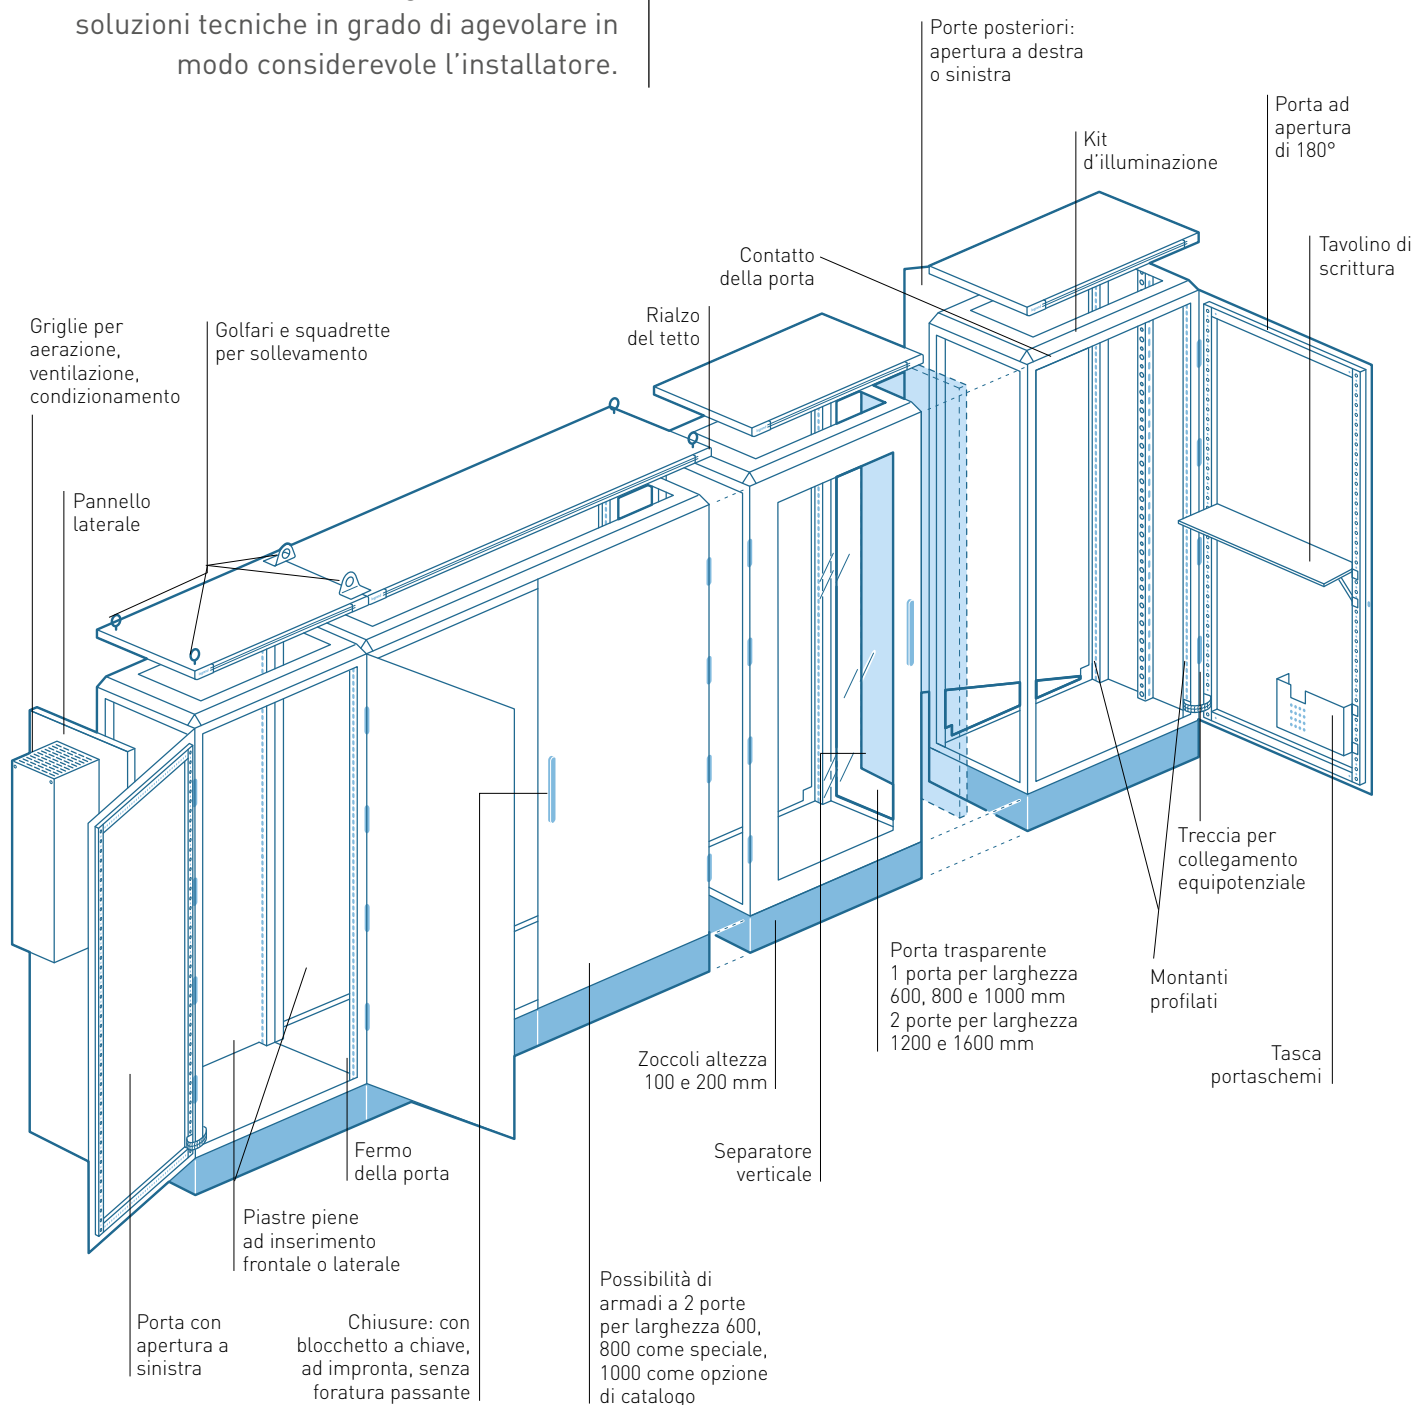 soluzioni tecniche in grado di agevolare in
modo considerevole l'installatore.
Porte posteriori:
apertura a destra
o sinistra
Porta ad
apertura
di 180°
Kit
d'illuminazione
Tavolino di
scrittura
Contatto
della porta
Rialzo
del tetto
Griglie per
aerazione,
ventilazione,
condizionamento
Golfari e squadrette
per sollevamento
Pannello
laterale
Treccia per
collegamento
equipotenziale
Porta trasparente
1 porta per larghezza
600, 800 e 1000 mm
2 porte per larghezza
1200 e 1600 mm
Montanti
profilati
Zoccoli altezza
100 e 200 mm
Tasca
portaschemi
Separatore
verticale
Fermo
della porta
Piastre piene
ad inserimento
frontale o laterale
Porta con
apertura a
sinistra
Chiusure: con
blocchetto a chiave,
ad impronta, senza
foratura passante
Possibilità di
armadi a 2 porte
per larghezza 600,
800 come speciale,
1000 come opzione
di catalogo